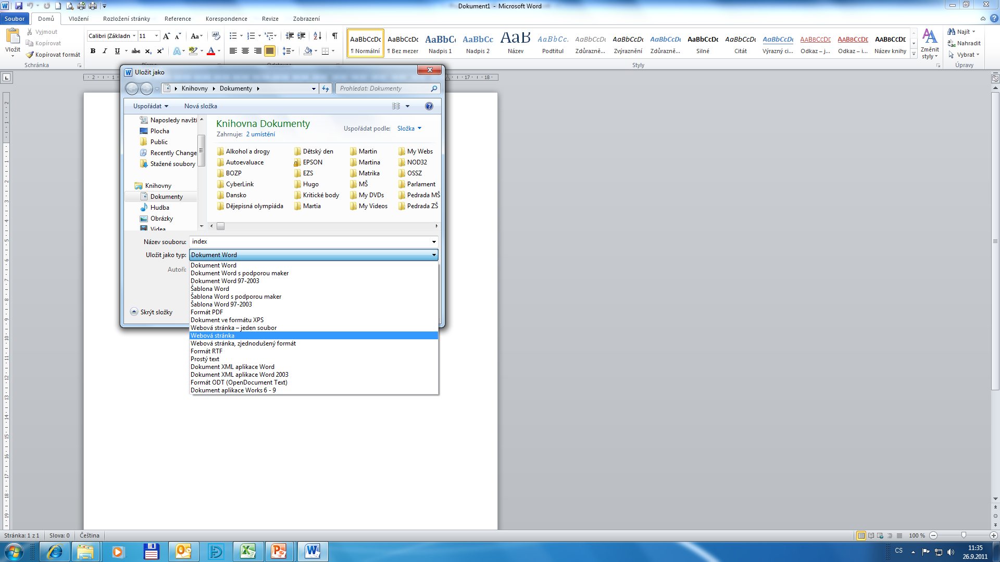 Dokument1 - Microsoft Word
Soubor Domů Vložení Rozložení stránky Reference Korespondence Revize Zobrazení
Vložit
Vyjmout
Kopírovat
Kopírovat formát
Schránka
Calibri (Základn 11
B I U abc x₂ x²
AaBbCcDc AaBbCcDc AaBbC AaBbCc AaB AaBbCc. AaBbCcDc AaBbCcDc AaBbCcDc AaBbCcDc AaBbCcDc AaBbCcDc AABBCCDE AABBCCDE AABBCCDE
¶ Normální ¶ Bez mezer Nadpis 1 Nadpis 2 Název Podtitul Zdůrazně... Zvýraznění Zdůrazně... Silné Citát Výrazný ci... Odkaz – j... Odkaz – i... Název knihy
Styly
Změnit styly
Najít
Nahradit
Vybrat
Úpravy
Uložit jako
Knihovny Dokumenty
Prohledat: Dokumenty
Uspořádat Nová složka
Naposledy navšti
Plocha
Public
Recently Change
Stažené soubory
Knihovny
Dokumenty
Hudba
Obrázky
Videa
Knihovna Dokumenty
Zahrnuje: 2 umístění
Uspořádat podle: Složka
Alkohol a drogy Dětský den Martin My Webs
Autoevaluace EPSON Martina NOD32
BOZP EZS Matrika OSSZ
CyberLink Hugo MŠ Parlament
Dansko Kritické body My DVDs Pedrada MŠ
Dějepisná olympiáda Martia My Videos Pedrada ZŠ
Název souboru: index
Uložit jako typ: Dokument Word
Autoři:
Dokument Word
Dokument Word s podporou maker
Dokument Word 97-2003
Šablona Word
Šablona Word s podporou maker
Šablona Word 97-2003
Formát PDF
Dokument ve formátu XPS
Webová stránka – jeden soubor
Webová stránka
Webová stránka, zjednodušený formát
Formát RTF
Prostý text
Dokument XML aplikace Word
Dokument XML aplikace Word 2003
Formát ODT (OpenDocument Text)
Dokument aplikace Works 6 - 9
Skrýt složky
Stránka: 1 z 1 Slova: 0 Čeština
100 %
CS
11:35
26.9.2011